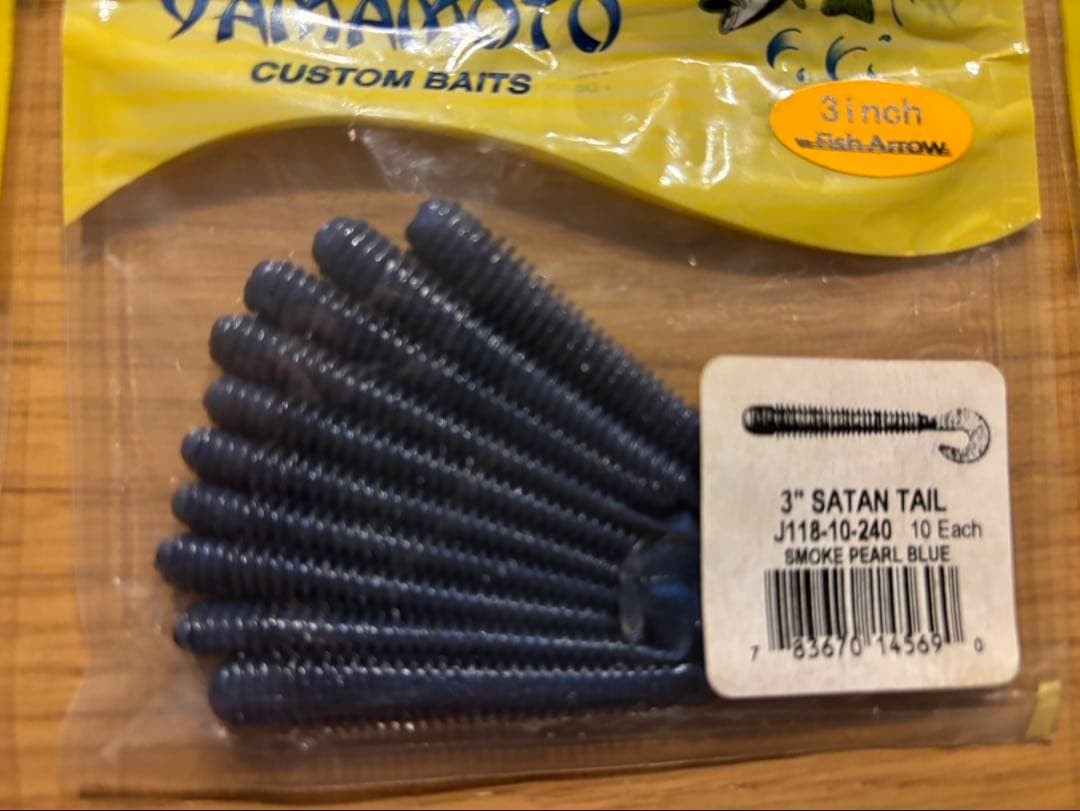 YAMAMOTO
CUSTOM BAITS
3inch
Fish Arrow
3" SATAN TAIL
J118-10-240 10 Each
SMOKE PEARL BLUE
7 83670 14569 0